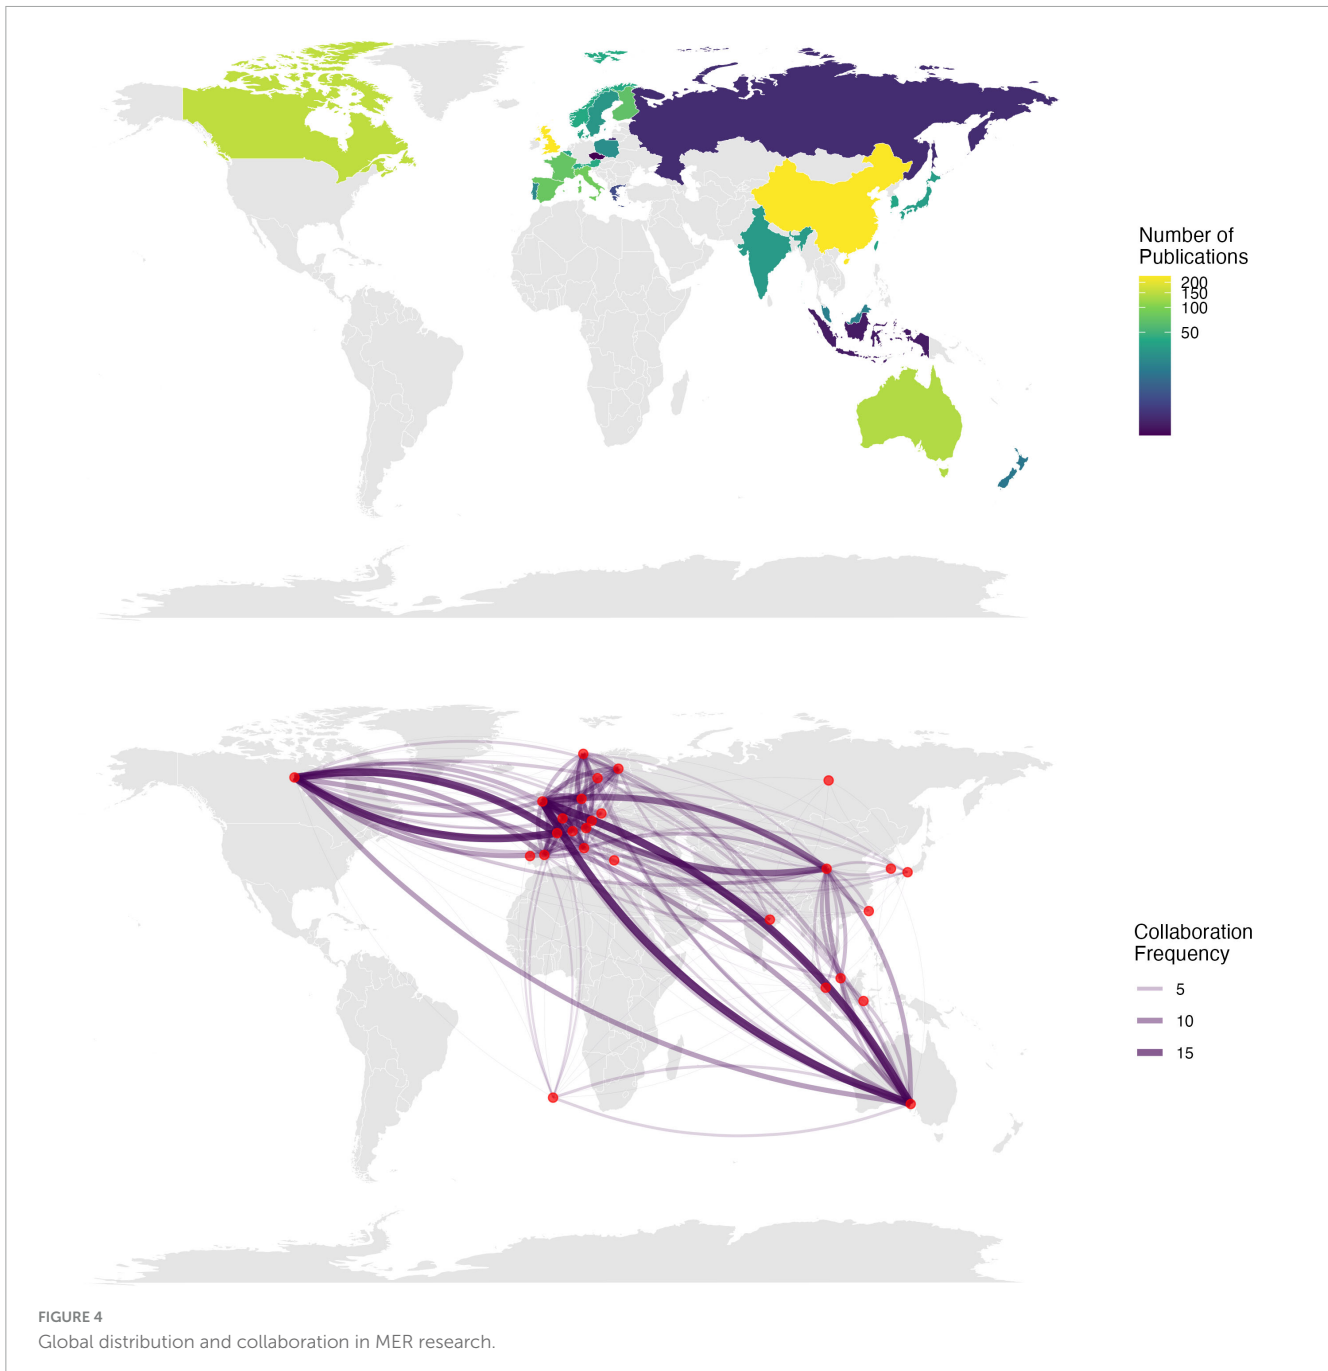 Number of
Publications
200
150
100
50
Collaboration
Frequency
5
10
15
FIGURE 4
Global distribution and collaboration in MER research.